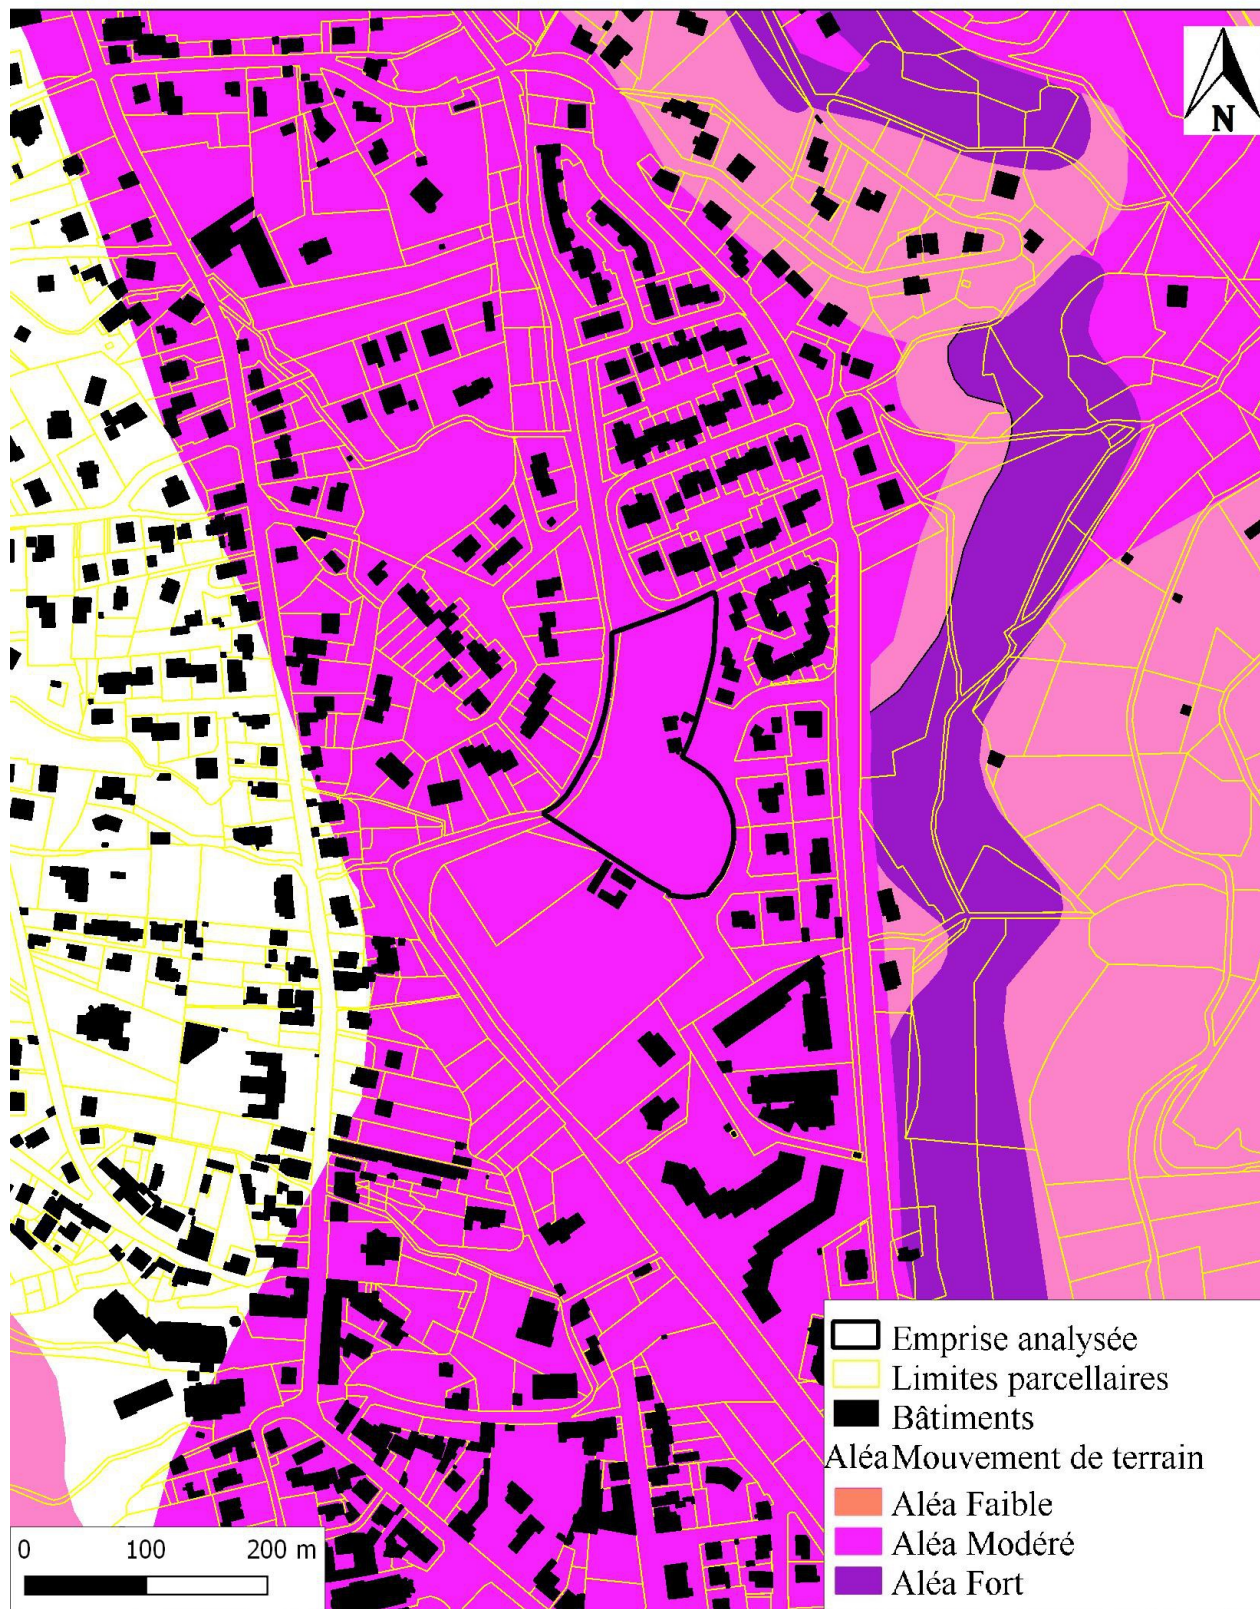 N
Emprise analysée
Limites parcellaires
Bâtiments
Aléa Mouvement de terrain
Aléa Faible
Aléa Modéré
Aléa Fort
0 100 200 m